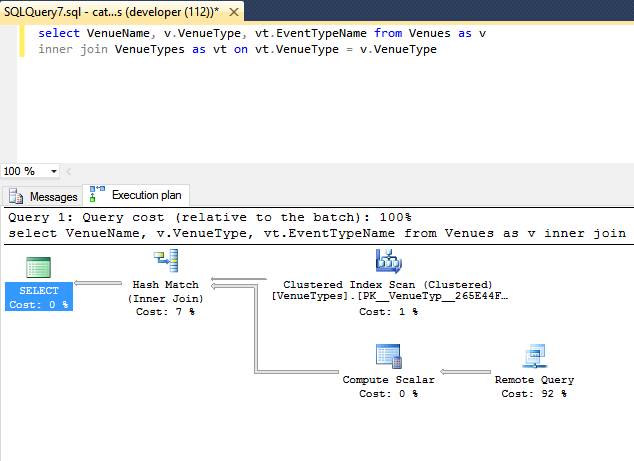 SQLQuery7.sql - cat...s (developer (112))* ✕
select VenueName, v.VenueType, vt.EventTypeName from Venues as v
inner join VenueTypes as vt on vt.VenueType = v.VenueType
100 %
Messages Execution plan
Query 1: Query cost (relative to the batch): 100%
select VenueName, v.VenueType, vt.EventTypeName from Venues as v inner join
SELECT
Cost: 0 %
Hash Match
(Inner Join)
Cost: 7 %
Clustered Index Scan (Clustered)
[VenueTypes].[PK__VenueTyp__265E44F…
Cost: 1 %
Compute Scalar
Cost: 0 %
Remote Query
Cost: 92 %